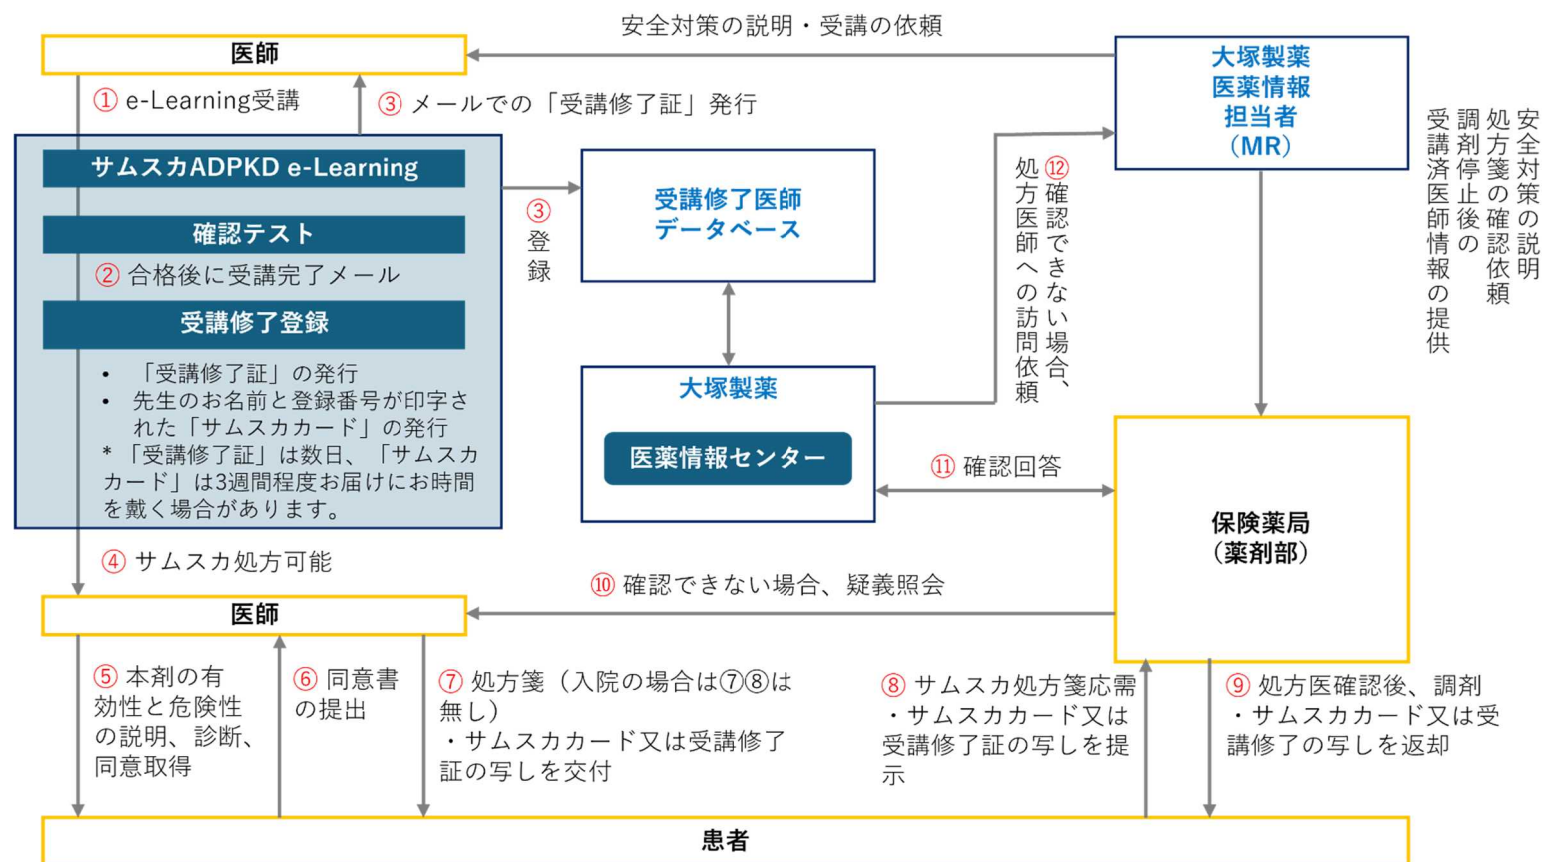 安全対策の説明・受講の依頼
医師
大塚製薬
医薬情報
担当者
(MR)
① e-Learning受講
③ メールでの「受講修了証」発行
安全対策の説明
処方箋の確認依頼
調剤停止後の
受講済医師情報の提供
サムスカADPKD e-Learning
確認テスト
② 合格後に受講完了メール
受講修了登録
• 「受講修了証」の発行
• 先生のお名前と登録番号が印字さ
れた「サムスカカード」の発行
* 「受講修了証」は数日、「サムスカ
カード」は3週間程度お届けにお時間
を戴く場合があります。
③登録
受講修了医師
データベース
⑫確認できない場合、
処方医師への訪問依頼
大塚製薬
医薬情報センター
⑪ 確認回答
保険薬局
(薬剤部)
④ サムスカ処方可能
⑩ 確認できない場合、疑義照会
医師
⑤ 本剤の有
効性と危険性
の説明、診断、
同意取得
⑥ 同意書
の提出
⑦ 処方箋（入院の場合は⑦⑧は
無し）
・サムスカカード又は受講修了
証の写しを交付
⑧ サムスカ処方箋応需
・サムスカカード又は
受講修了証の写しを提
示
⑨ 処方医確認後、調剤
・サムスカカード又は受
講修了の写しを返却
患者